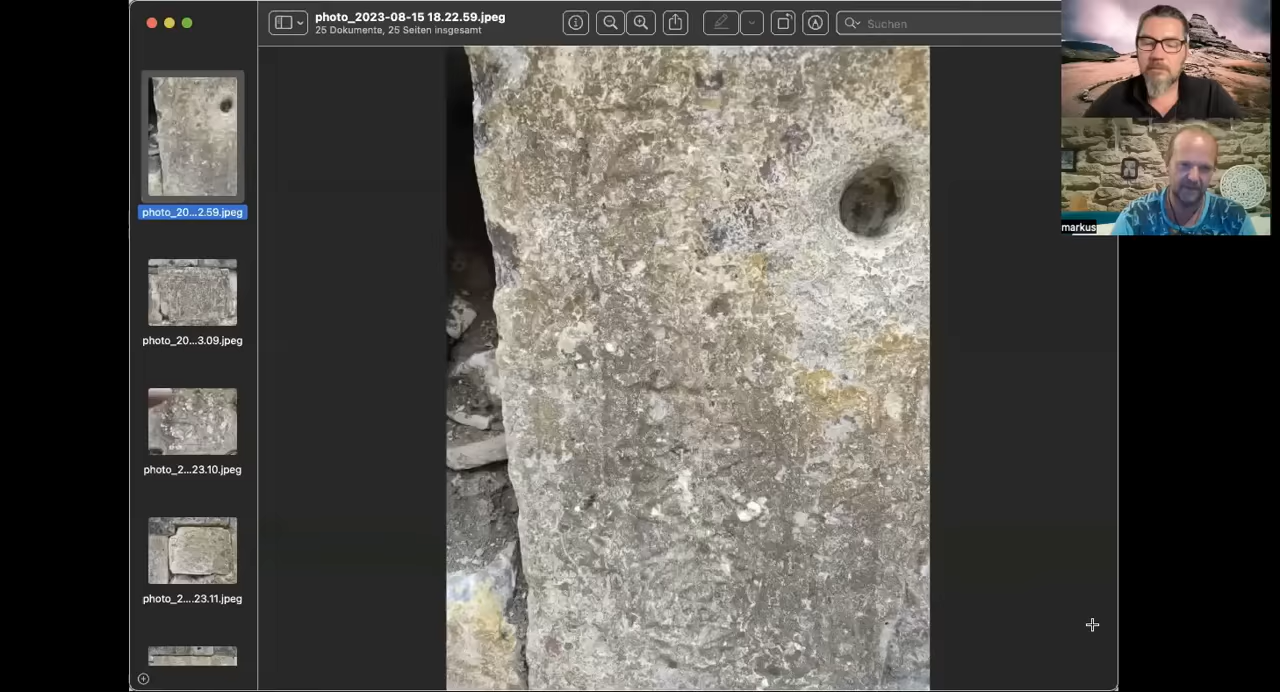 photo_2023-08-15 18.22.59.jpeg
25 Dokumente, 25 Seiten insgesamt
Suchen
photo_20...2.59.jpeg
photo_20...3.09.jpeg
photo_2...23.10.jpeg
photo_2....23.11.jpeg
markus